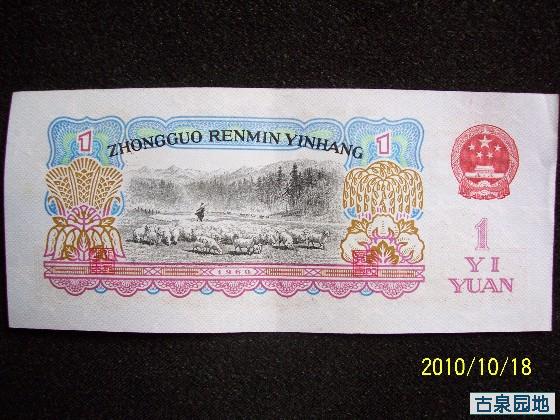 1
ZHONGGUO RENMIN YINHANG
1
1960
1
YI
YUAN
2010/10/18
古泉园地